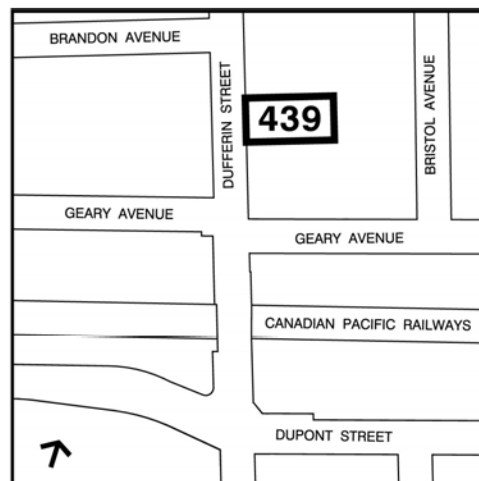 BRANDON AVENUE
DUFFERIN STREET
439
BRISTOL AVENUE
GEARY AVENUE
GEARY AVENUE
CANADIAN PACIFIC RAILWAYS
DUPONT STREET